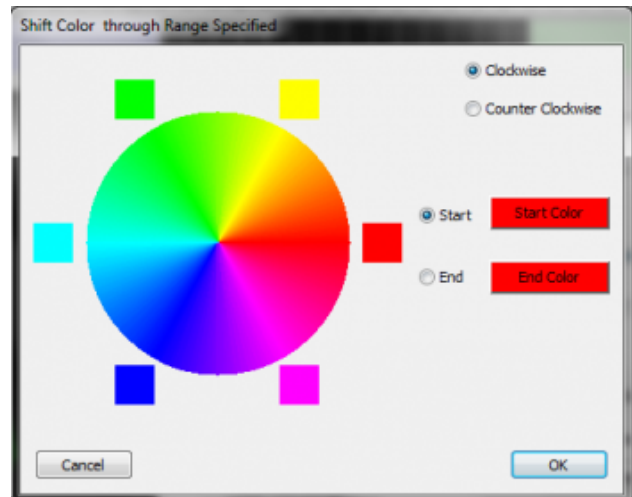 Shift Color  through Range Specified
Clockwise
Counter Clockwise
Start
Start Color
End
End Color
Cancel
OK